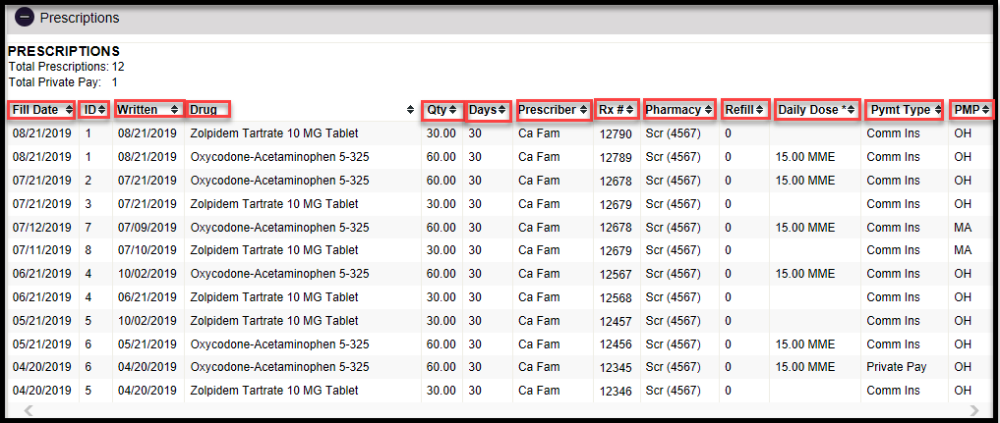 Prescriptions
PRESCRIPTIONS
Total Prescriptions: 12
Total Private Pay: 1
Fill Date ID Written Drug Qty Days Prescriber Rx # Pharmacy Refill Daily Dose * Pymt Type PMP
08/21/2019 1 08/21/2019 Zolpidem Tartrate 10 MG Tablet 30.00 30 Ca Fam 12790 Scr (4567) 0 Comm Ins OH
08/21/2019 1 08/21/2019 Oxycodone-Acetaminophen 5-325 60.00 30 Ca Fam 12789 Scr (4567) 0 15.00 MME Comm Ins OH
07/21/2019 2 07/21/2019 Oxycodone-Acetaminophen 5-325 60.00 30 Ca Fam 12678 Scr (4567) 0 15.00 MME Comm Ins OH
07/21/2019 3 07/21/2019 Zolpidem Tartrate 10 MG Tablet 30.00 30 Ca Fam 12679 Scr (4567) 0 Comm Ins OH
07/12/2019 7 07/09/2019 Oxycodone-Acetaminophen 5-325 60.00 30 Ca Fam 12678 Scr (4567) 0 15.00 MME Comm Ins MA
07/11/2019 8 07/10/2019 Zolpidem Tartrate 10 MG Tablet 30.00 30 Ca Fam 12679 Scr (4567) 0 Comm Ins MA
06/21/2019 4 10/02/2019 Oxycodone-Acetaminophen 5-325 60.00 30 Ca Fam 12567 Scr (4567) 0 15.00 MME Comm Ins OH
06/21/2019 4 06/21/2019 Zolpidem Tartrate 10 MG Tablet 30.00 30 Ca Fam 12568 Scr (4567) 0 Comm Ins OH
05/21/2019 5 10/02/2019 Zolpidem Tartrate 10 MG Tablet 30.00 30 Ca Fam 12457 Scr (4567) 0 Comm Ins OH
05/21/2019 6 05/21/2019 Oxycodone-Acetaminophen 5-325 60.00 30 Ca Fam 12456 Scr (4567) 0 15.00 MME Comm Ins OH
04/20/2019 6 04/20/2019 Oxycodone-Acetaminophen 5-325 60.00 30 Ca Fam 12345 Scr (4567) 0 15.00 MME Private Pay OH
04/20/2019 5 04/20/2019 Zolpidem Tartrate 10 MG Tablet 30.00 30 Ca Fam 12346 Scr (4567) 0 Comm Ins OH